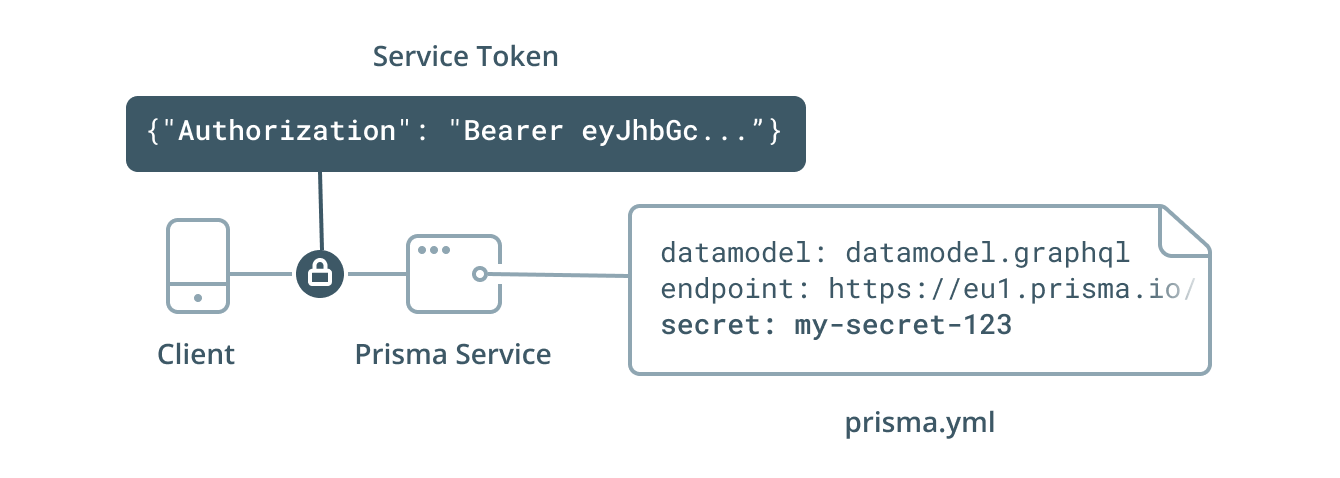 Service Token
{"Authorization": "Bearer eyJhbGc...”}
Client
Prisma Service
datamodel: datamodel.graphql
endpoint: https://eu1.prisma.io/
secret: my-secret-123
prisma.yml